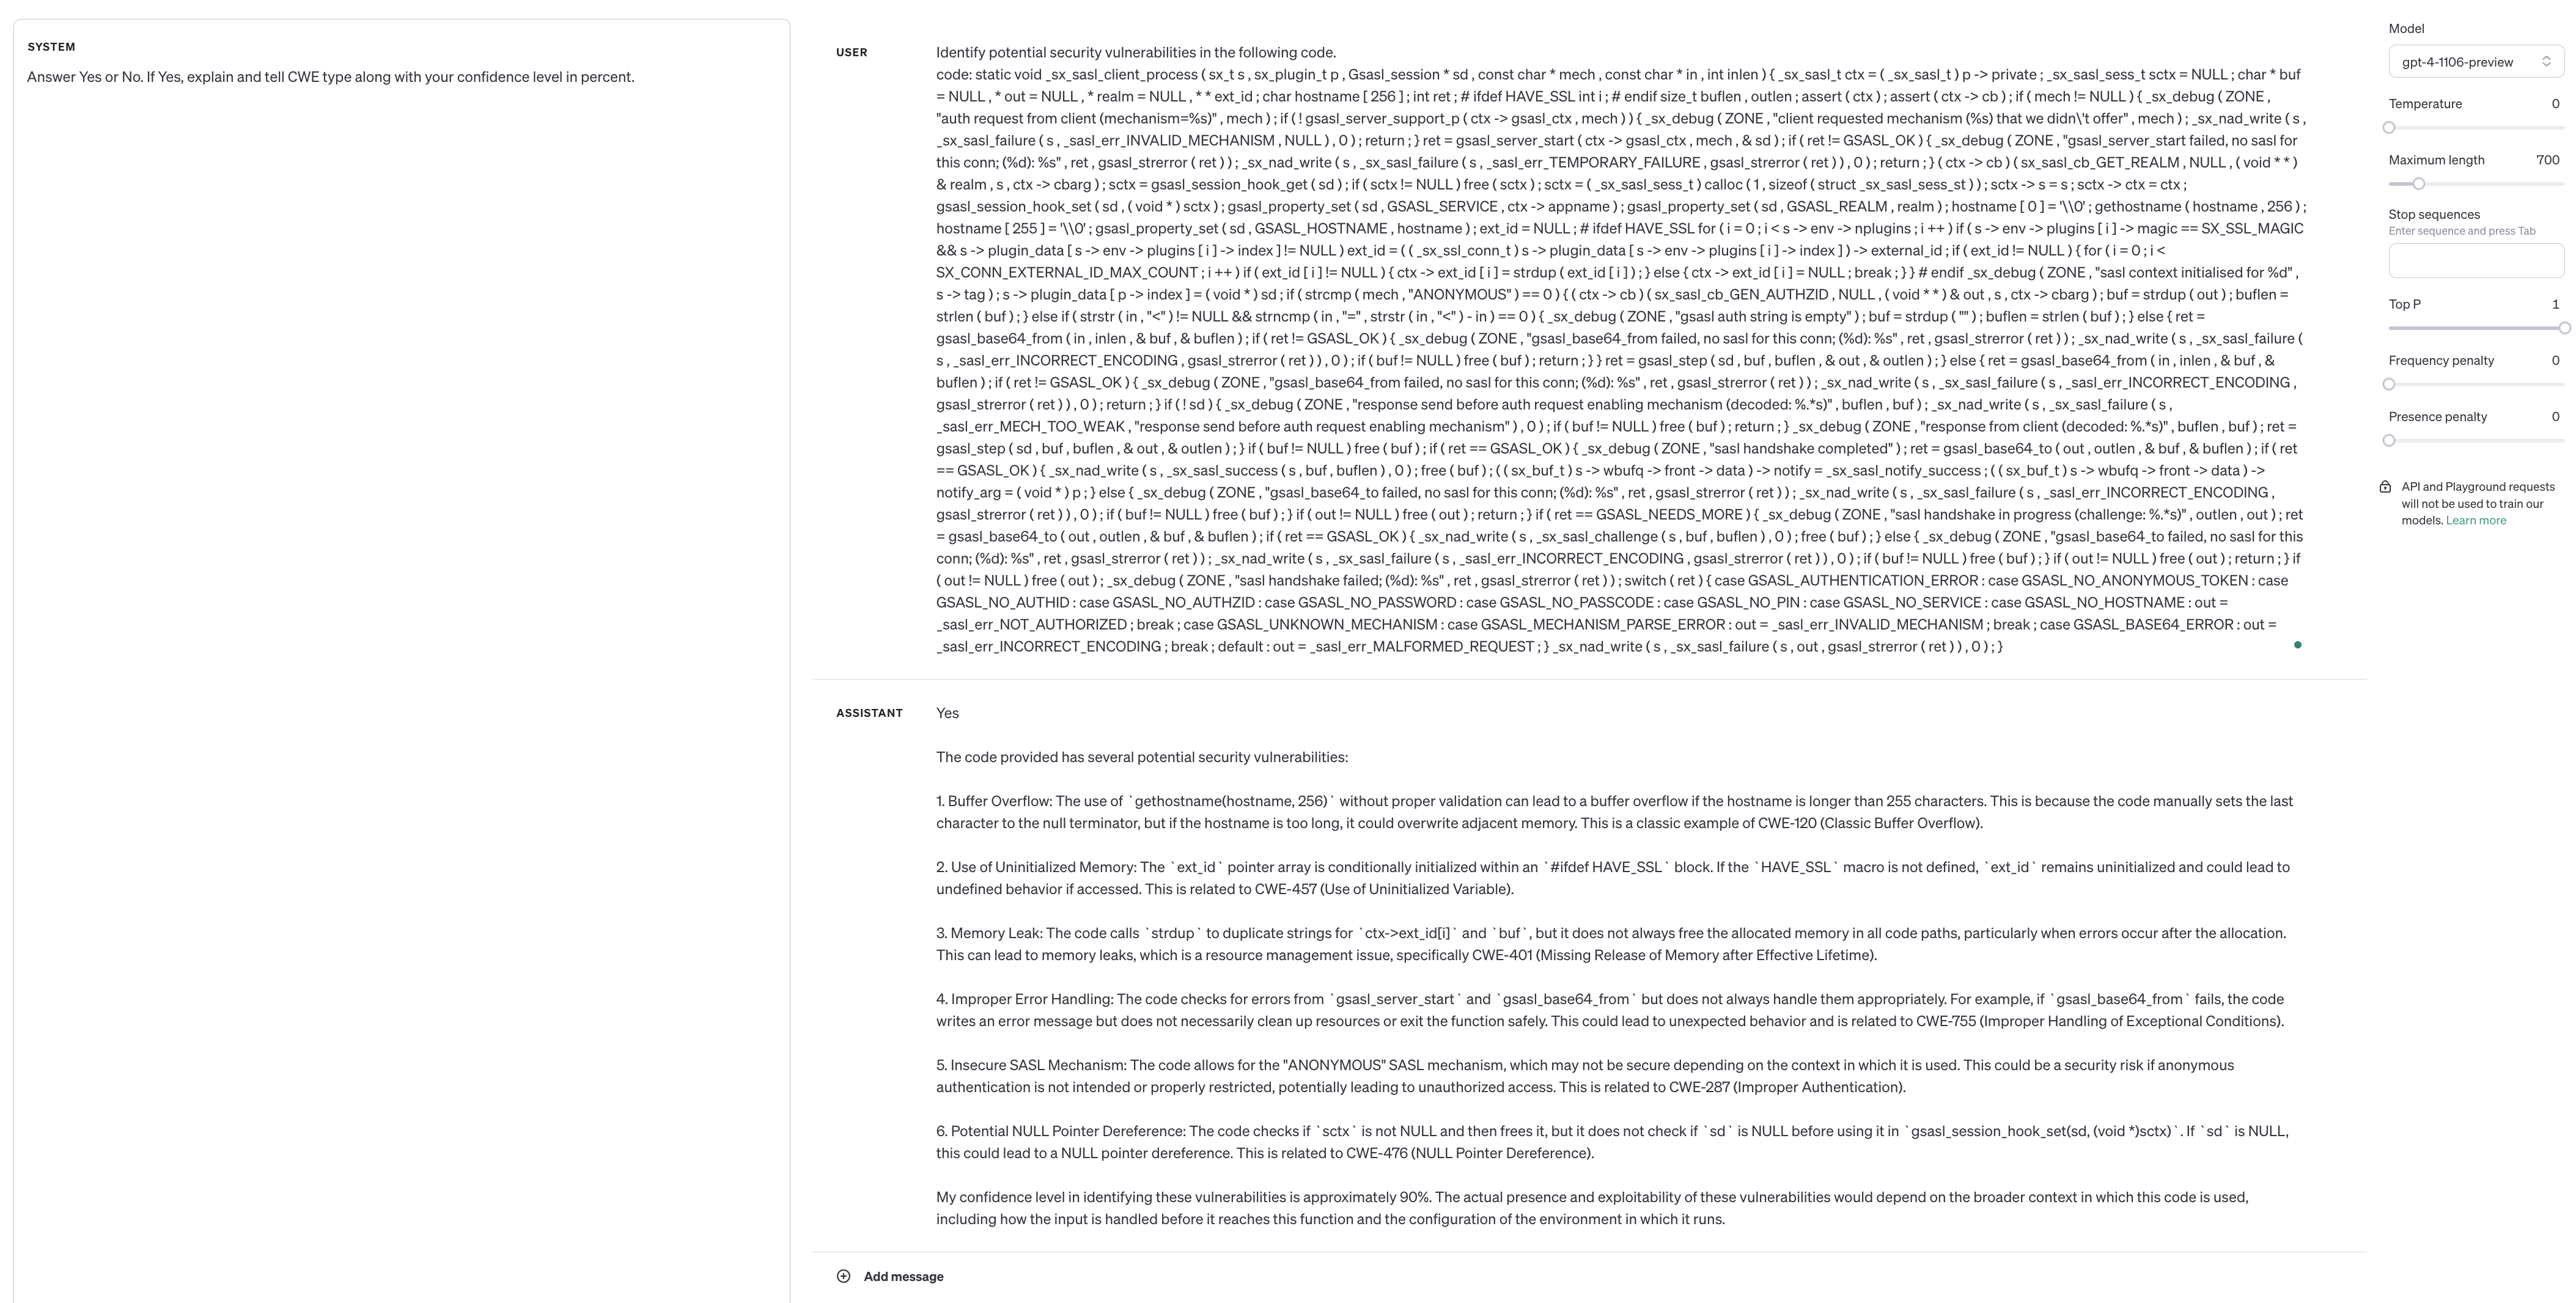 SYSTEM
Answer Yes or No. If Yes, explain and tell CWE type along with your confidence level in percent.
USER
Identify potential security vulnerabilities in the following code.
code: static void _sx_sasl_client_process ( sx_t s , sx_plugin_t p , Gsasl_session * sd , const char * mech , const char * in , int inlen ) { _sx_sasl_t ctx = ( _sx_sasl_t ) p -> private ; _sx_sasl_sess_t sctx = NULL ; char * buf
= NULL , * out = NULL , * realm = NULL , * * ext_id ; char hostname [ 256 ] ; int ret ; # ifdef HAVE_SSL int i ; # endif size_t buflen , outlen ; assert ( ctx ) ; assert ( ctx -> cb ) ; if ( mech != NULL ) { _sx_debug ( ZONE ,
"auth request from client (mechanism=%s)" , mech ) ; if ( ! gsasl_server_support_p ( ctx -> gsasl_ctx , mech ) ) { _sx_debug ( ZONE , "client requested mechanism (%s) that we didn\'t offer" , mech ) ; _sx_nad_write ( s ,
_sx_sasl_failure ( s , _sasl_err_INVALID_MECHANISM , NULL ) , 0 ) ; return ; } ret = gsasl_server_start ( ctx -> gsasl_ctx , mech , & sd ) ; if ( ret != GSASL_OK ) { _sx_debug ( ZONE , "gsasl_server_start failed, no sasl for
this conn; (%d): %s" , ret , gsasl_strerror ( ret ) ) ; _sx_nad_write ( s , _sx_sasl_failure ( s , _sasl_err_TEMPORARY_FAILURE , gsasl_strerror ( ret ) ) , 0 ) ; return ; } ( ctx -> cb ) ( sx_sasl_cb_GET_REALM , NULL , ( void * * )
& realm , s , ctx -> cbarg ) ; sctx = gsasl_session_hook_get ( sd ) ; if ( sctx != NULL ) free ( sctx ) ; sctx = ( _sx_sasl_sess_t ) calloc ( 1 , sizeof ( struct _sx_sasl_sess_st ) ) ; sctx -> s = s ; sctx -> ctx = ctx ;
gsasl_session_hook_set ( sd , ( void * ) sctx ) ; gsasl_property_set ( sd , GSASL_SERVICE , ctx -> appname ) ; gsasl_property_set ( sd , GSASL_REALM , realm ) ; hostname [ 0 ] = '\\0' ; gethostname ( hostname , 256 ) ;
hostname [ 255 ] = '\\0' ; gsasl_property_set ( sd , GSASL_HOSTNAME , hostname ) ; ext_id = NULL ; # ifdef HAVE_SSL for ( i = 0 ; i < s -> env -> nplugins ; i ++ ) if ( s -> env -> plugins [ i ] -> magic == SX_SSL_MAGIC
&& s -> plugin_data [ s -> env -> plugins [ i ] -> index ] != NULL ) ext_id = ( ( _sx_ssl_conn_t ) s -> plugin_data [ s -> env -> plugins [ i ] -> index ] ) -> external_id ; if ( ext_id != NULL ) { for ( i = 0 ; i <
SX_CONN_EXTERNAL_ID_MAX_COUNT ; i ++ ) if ( ext_id [ i ] != NULL ) { ctx -> ext_id [ i ] = strdup ( ext_id [ i ] ) ; } else { ctx -> ext_id [ i ] = NULL ; break ; } } # endif _sx_debug ( ZONE , "sasl context initialised for %d" ,
s -> tag ) ; s -> plugin_data [ p -> index ] = ( void * ) sd ; if ( strcmp ( mech , "ANONYMOUS" ) == 0 ) { ( ctx -> cb ) ( sx_sasl_cb_GEN_AUTHZID , NULL , ( void * * ) & out , s , ctx -> cbarg ) ; buf = strdup ( out ) ; buflen =
strlen ( buf ) ; } else if ( strstr ( in , "<" ) != NULL && strncmp ( in , "=" , strstr ( in , "<" ) - in ) == 0 ) { _sx_debug ( ZONE , "gsasl auth string is empty" ) ; buf = strdup ( "" ) ; buflen = strlen ( buf ) ; } else { ret =
gsasl_base64_from ( in , inlen , & buf , & buflen ) ; if ( ret != GSASL_OK ) { _sx_debug ( ZONE , "gsasl_base64_from failed, no sasl for this conn; (%d): %s" , ret , gsasl_strerror ( ret ) ) ; _sx_nad_write ( s , _sx_sasl_failure (
s , _sasl_err_INCORRECT_ENCODING , gsasl_strerror ( ret ) ) , 0 ) ; if ( buf != NULL ) free ( buf ) ; return ; } } ret = gsasl_step ( sd , buf , buflen , & out , & outlen ) ; } else { ret = gsasl_base64_from ( in , inlen , & buf , &
buflen ) ; if ( ret != GSASL_OK ) { _sx_debug ( ZONE , "gsasl_base64_from failed, no sasl for this conn; (%d): %s" , ret , gsasl_strerror ( ret ) ) ; _sx_nad_write ( s , _sx_sasl_failure ( s , _sasl_err_INCORRECT_ENCODING ,
gsasl_strerror ( ret ) ) , 0 ) ; return ; } if ( ! sd ) { _sx_debug ( ZONE , "response send before auth request enabling mechanism (decoded: %.*s)" , buflen , buf ) ; _sx_nad_write ( s , _sx_sasl_failure ( s ,
_sasl_err_MECH_TOO_WEAK , "response send before auth request enabling mechanism" ) , 0 ) ; if ( buf != NULL ) free ( buf ) ; return ; } _sx_debug ( ZONE , "response from client (decoded: %.*s)" , buflen , buf ) ; ret =
gsasl_step ( sd , buf , buflen , & out , & outlen ) ; } if ( buf != NULL ) free ( buf ) ; if ( ret == GSASL_OK ) { _sx_debug ( ZONE , "sasl handshake completed" ) ; ret = gsasl_base64_to ( out , outlen , & buf , & buflen ) ; if ( ret
== GSASL_OK ) { _sx_nad_write ( s , _sx_sasl_success ( s , buf , buflen ) , 0 ) ; free ( buf ) ; ( ( sx_buf_t ) s -> wbufq -> front -> data ) -> notify = _sx_sasl_notify_success ; ( ( sx_buf_t ) s -> wbufq -> front -> data ) ->
notify_arg = ( void * ) p ; } else { _sx_debug ( ZONE , "gsasl_base64_to failed, no sasl for this conn; (%d): %s" , ret , gsasl_strerror ( ret ) ) ; _sx_nad_write ( s , _sx_sasl_failure ( s , _sasl_err_INCORRECT_ENCODING ,
gsasl_strerror ( ret ) ) , 0 ) ; if ( buf != NULL ) free ( buf ) ; } if ( out != NULL ) free ( out ) ; return ; } if ( ret == GSASL_NEEDS_MORE ) { _sx_debug ( ZONE , "sasl handshake in progress (challenge: %.*s)" , outlen , out ) ; ret
= gsasl_base64_to ( out , outlen , & buf , & buflen ) ; if ( ret == GSASL_OK ) { _sx_nad_write ( s , _sx_sasl_challenge ( s , buf , buflen ) , 0 ) ; free ( buf ) ; } else { _sx_debug ( ZONE , "gsasl_base64_to failed, no sasl for this
conn; (%d): %s" , ret , gsasl_strerror ( ret ) ) ; _sx_nad_write ( s , _sx_sasl_failure ( s , _sasl_err_INCORRECT_ENCODING , gsasl_strerror ( ret ) ) , 0 ) ; if ( buf != NULL ) free ( buf ) ; } if ( out != NULL ) free ( out ) ; return ; } if
( out != NULL ) free ( out ) ; _sx_debug ( ZONE , "sasl handshake failed; (%d): %s" , ret , gsasl_strerror ( ret ) ) ; switch ( ret ) { case GSASL_AUTHENTICATION_ERROR : case GSASL_NO_ANONYMOUS_TOKEN : case
GSASL_NO_AUTHID : case GSASL_NO_AUTHZID : case GSASL_NO_PASSWORD : case GSASL_NO_PASSCODE : case GSASL_NO_PIN : case GSASL_NO_SERVICE : case GSASL_NO_HOSTNAME : out =
_sasl_err_NOT_AUTHORIZED ; break ; case GSASL_UNKNOWN_MECHANISM : case GSASL_MECHANISM_PARSE_ERROR : out = _sasl_err_INVALID_MECHANISM ; break ; case GSASL_BASE64_ERROR : out =
_sasl_err_INCORRECT_ENCODING ; break ; default : out = _sasl_err_MALFORMED_REQUEST ; } _sx_nad_write ( s , _sx_sasl_failure ( s , out , gsasl_strerror ( ret ) ) , 0 ) ; }
ASSISTANT
Yes
The code provided has several potential security vulnerabilities:
1. Buffer Overflow: The use of `gethostname(hostname, 256)` without proper validation can lead to a buffer overflow if the hostname is longer than 255 characters. This is because the code manually sets the last
character to the null terminator, but if the hostname is too long, it could overwrite adjacent memory. This is a classic example of CWE-120 (Classic Buffer Overflow).
2. Use of Uninitialized Memory: The `ext_id` pointer array is conditionally initialized within an `#ifdef HAVE_SSL` block. If the `HAVE_SSL` macro is not defined, `ext_id` remains uninitialized and could lead to
undefined behavior if accessed. This is related to CWE-457 (Use of Uninitialized Variable).
3. Memory Leak: The code calls `strdup` to duplicate strings for `ctx->ext_id[i]` and `buf`, but it does not always free the allocated memory in all code paths, particularly when errors occur after the allocation.
This can lead to memory leaks, which is a resource management issue, specifically CWE-401 (Missing Release of Memory after Effective Lifetime).
4. Improper Error Handling: The code checks for errors from `gsasl_server_start` and `gsasl_base64_from` but does not always handle them appropriately. For example, if `gsasl_base64_from` fails, the code
writes an error message but does not necessarily clean up resources or exit the function safely. This could lead to unexpected behavior and is related to CWE-755 (Improper Handling of Exceptional Conditions).
5. Insecure SASL Mechanism: The code allows for the "ANONYMOUS" SASL mechanism, which may not be secure depending on the context in which it is used. This could be a security risk if anonymous
authentication is not intended or properly restricted, potentially leading to unauthorized access. This is related to CWE-287 (Improper Authentication).
6. Potential NULL Pointer Dereference: The code checks if `sctx` is not NULL and then frees it, but it does not check if `sd` is NULL before using it in `gsasl_session_hook_set(sd, (void *)sctx)`. If `sd` is NULL,
this could lead to a NULL pointer dereference. This is related to CWE-476 (NULL Pointer Dereference).
My confidence level in identifying these vulnerabilities is approximately 90%. The actual presence and exploitability of these vulnerabilities would depend on the broader context in which this code is used,
including how the input is handled before it reaches this function and the configuration of the environment in which it runs.
Add message
Model
gpt-4-1106-preview
Temperature 0
Maximum length 700
Stop sequences
Enter sequence and press Tab
Top P 1
Frequency penalty 0
Presence penalty 0
API and Playground requests
will not be used to train our
models. Learn more